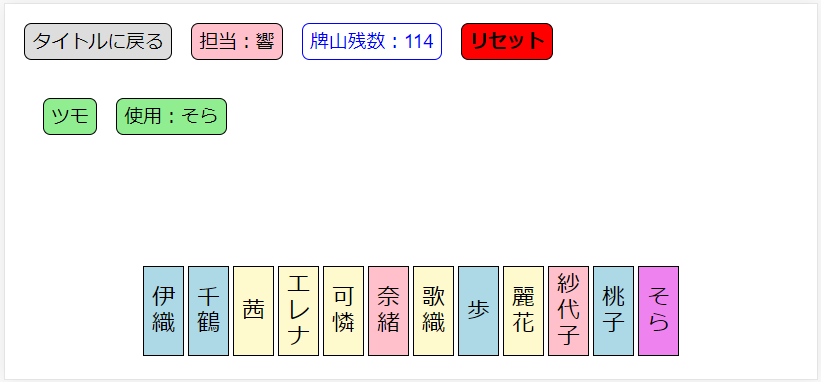 タイトルに戻る 担当：響 牌山残数：114 リセット
ツモ 使用：そら
伊織
千鶴
茜
エレナ
可憐
奈緒
歌織
歩
麗花
紗代子
桃子
そら